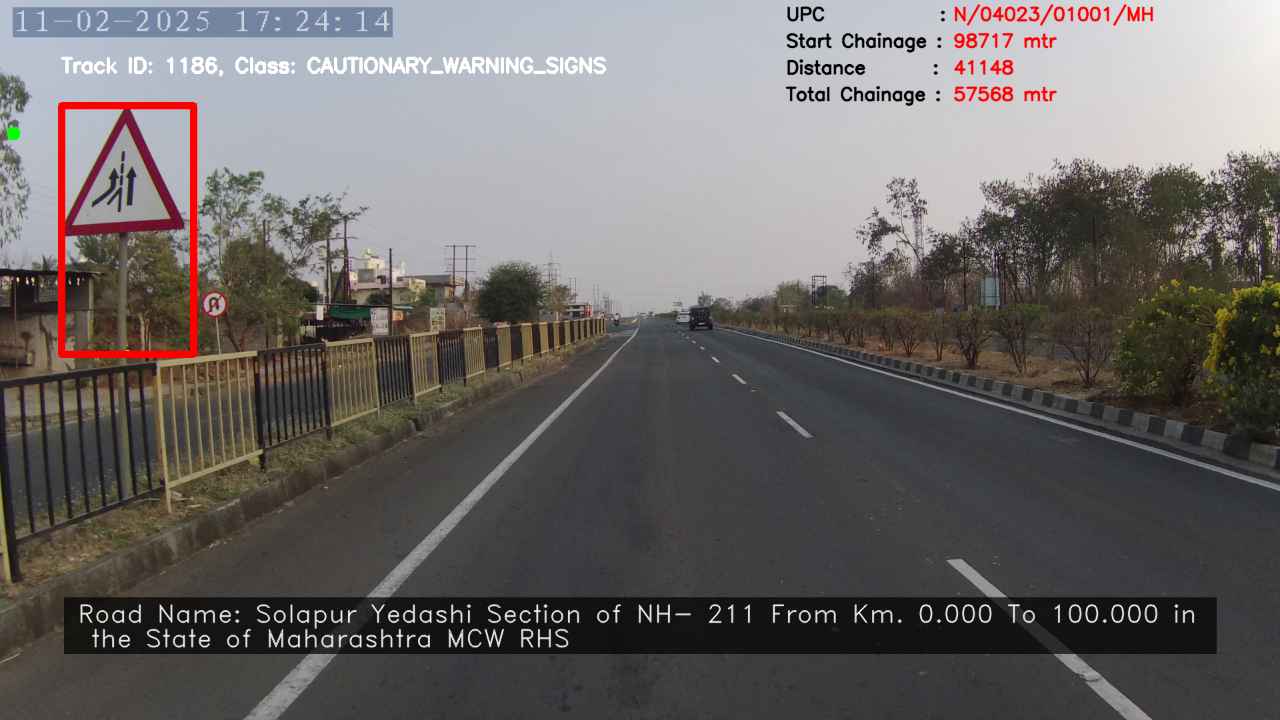 11-02-2025 17:24:14
UPC : N/04023/01001/MH
Start Chainage : 98717 mtr
Distance : 41148
Total Chainage : 57568 mtr
Track ID: 1186, Class: CAUTIONARY_WARNING_SIGNS
Road Name: Solapur Yedashi Section of NH- 211 From Km. 0.000 To 100.000 in
the State of Maharashtra MCW RHS